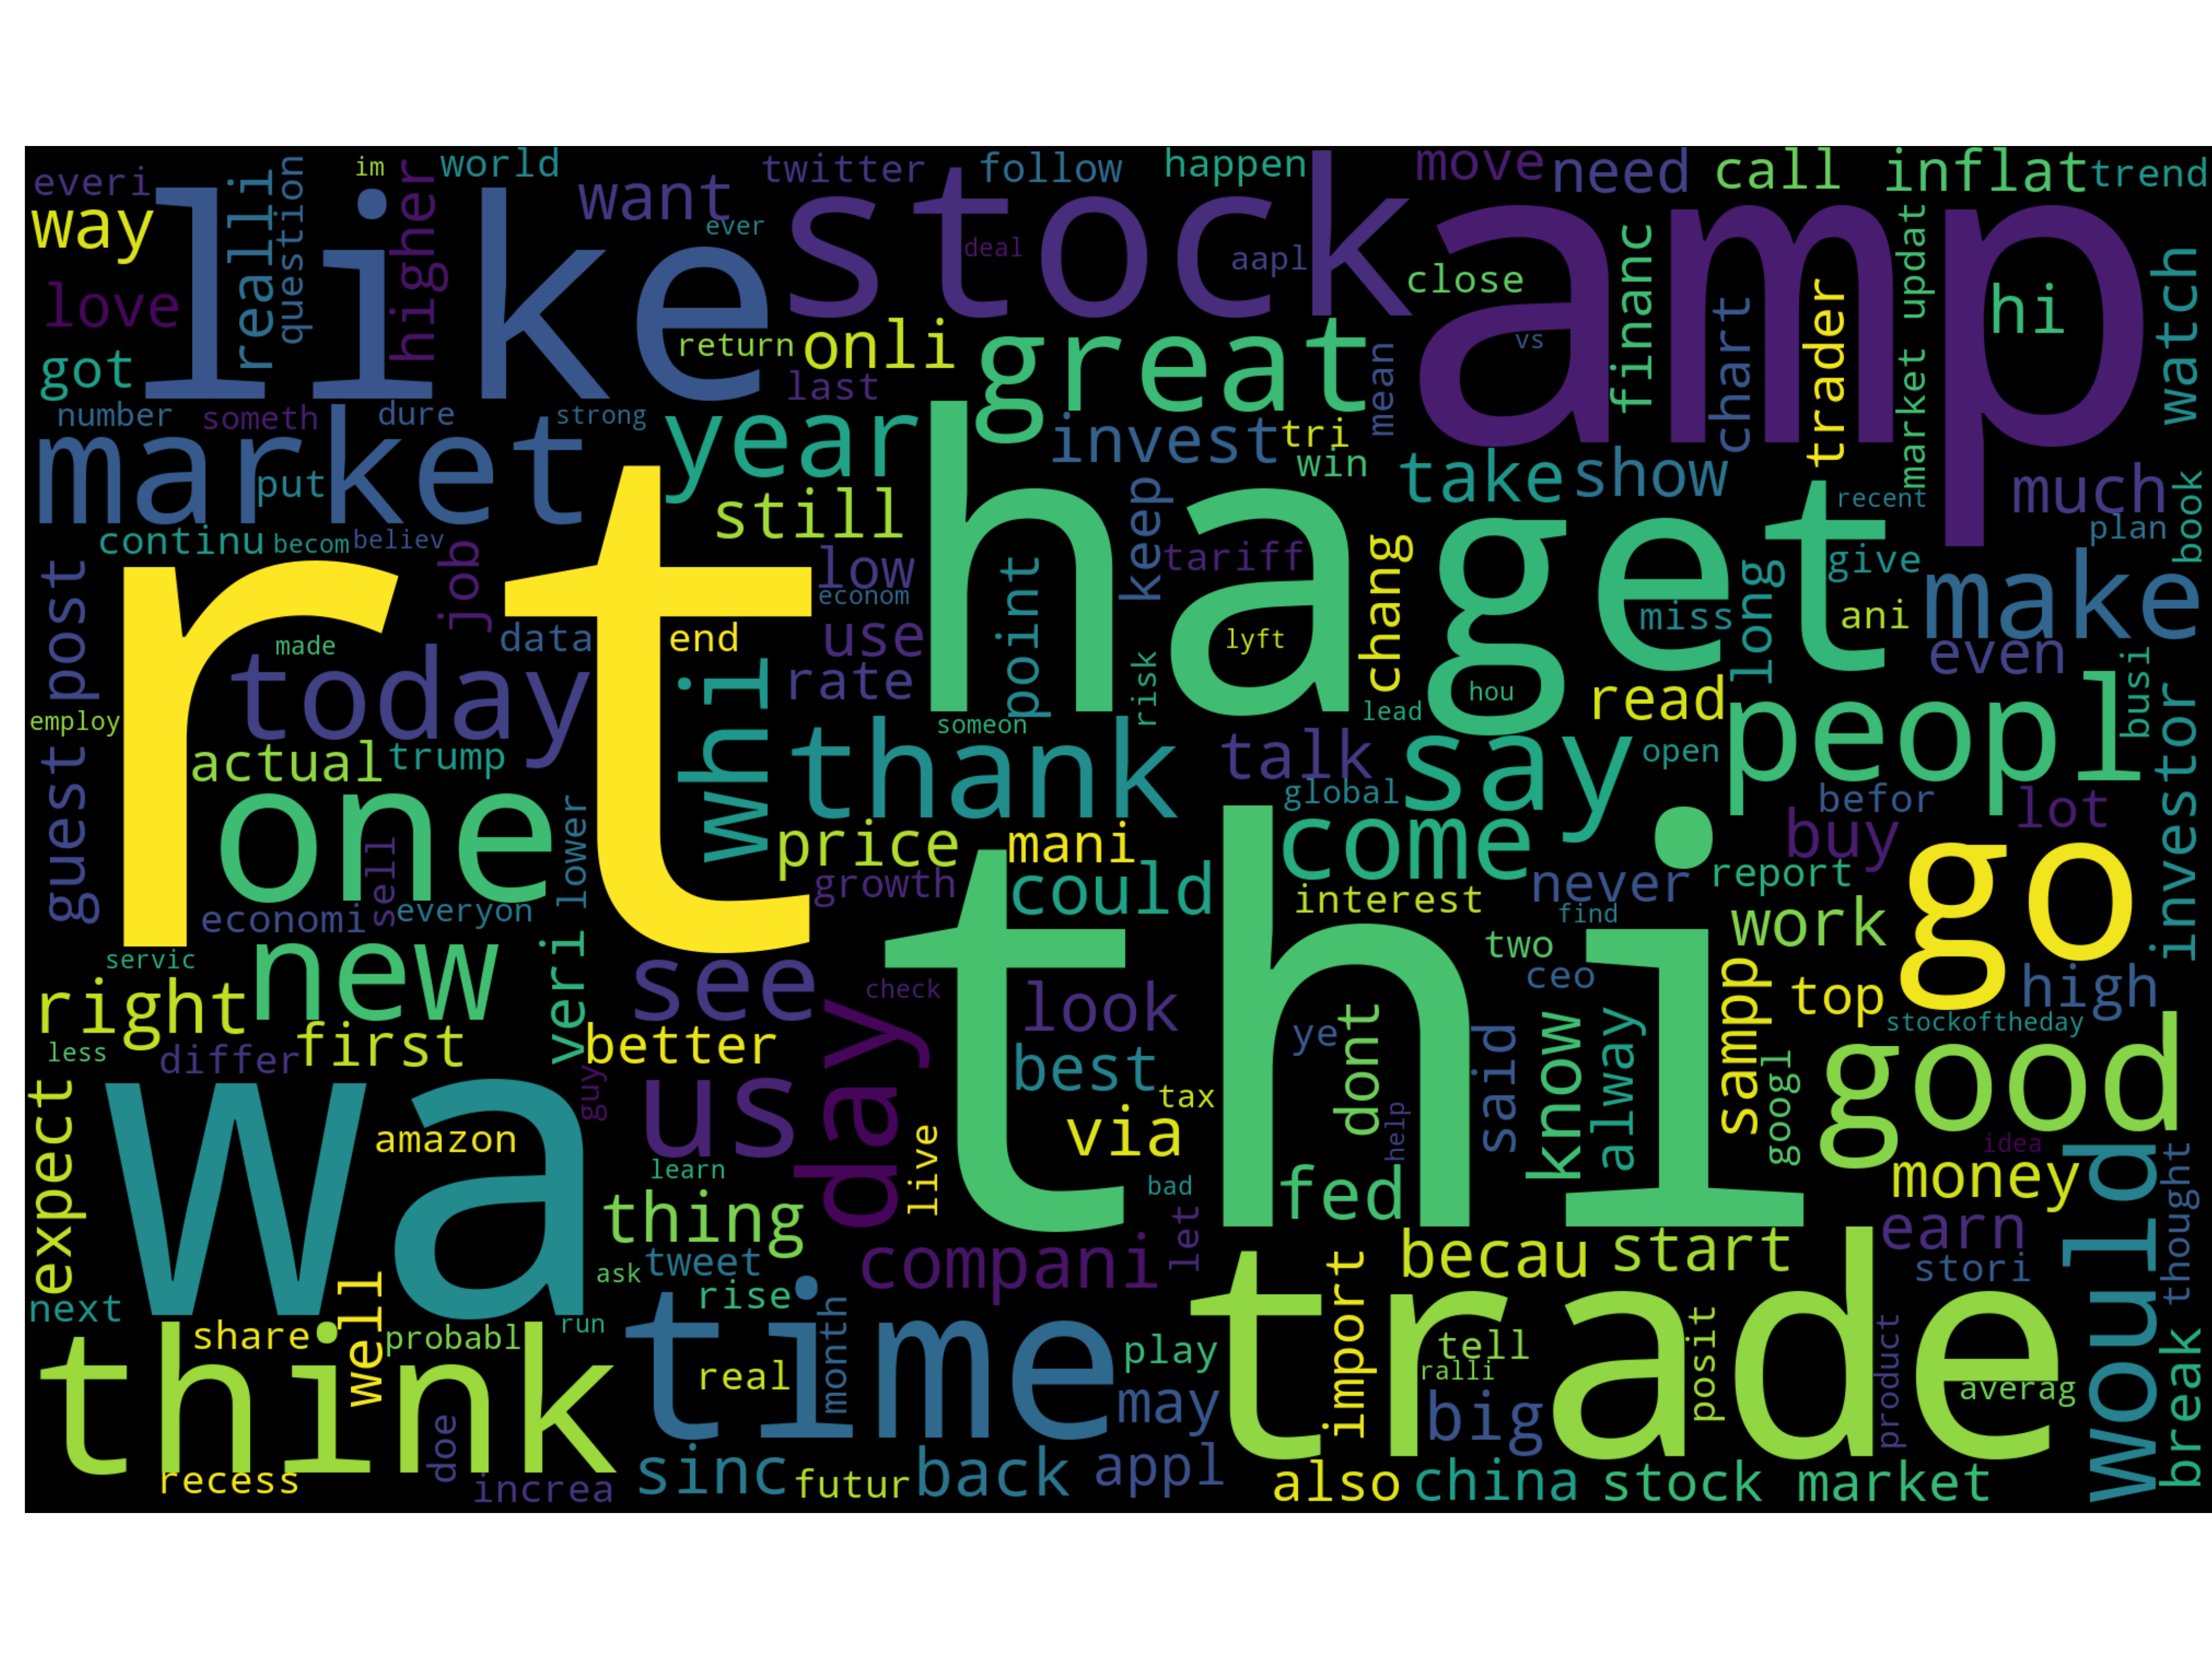 everi
im
world
twitter
follow
happen
move
need
call
inflat
trend
way
like
realli
question
higher
want
ever
stock
deal
aapl
close
amp
financ
chart
trader
market updat
hi
watch
love
got
return
onli
last
great
mean
vs
number
someth
dure
strong
market
put
year
invest
tri
win
take
show
recent
much
plan
book
still
continu
becom
believ
job
low
econom
keep
tariff
chang
get
miss
long
give
ani
make
even
rt
ha
guest post
made
data
end
use
point
risk
lyft
hou
read
today
whi
rate
lead
peopl
busi
investor
employ
someon
actual
trump
thank
talk
say
open
global
befor
lot
buy
one
price
mani
come
sell
lower
growth
could
interest
never
report
go
economi
everyon
find
work
new
veri
see
thi
two
ceo
servic
right
check
look
sampp
top
high
stockoftheday
less
differ
first
better
best
ye
dont
said
know
alway
googl
good
guy
us
day
tax
help
idea
expect
wa
amazon
live
via
learn
bad
fed
money
would
thought
thing
let
earn
tweet
ask
compani
becau
start
stori
next
well
rise
import
share
probabl
run
time
month
play
trade
tell
ralli
posit
product
averag
break
think
real
may
big
doe
recess
increa
sinc
futur
back
appl
also
china
stock market